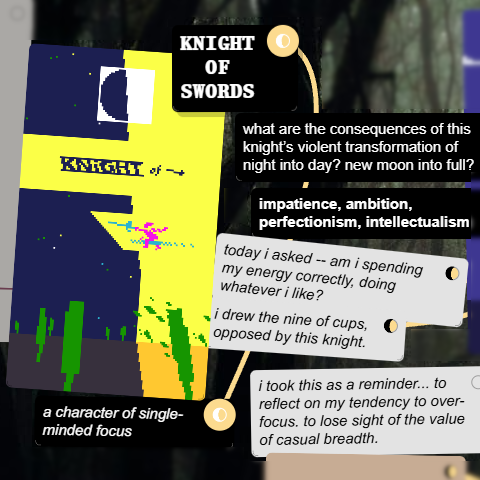 KNIGHT
OF
SWORDS
KNIGHT of
what are the consequences of this
knight's violent transformation of
night into day? new moon into full?
impatience, ambition,
perfectionism, intellectualism
today i asked -- am i spending
my energy correctly, doing
whatever i like?
i drew the nine of cups,
opposed by this knight.
i took this as a reminder... to
reflect on my tendency to over-
focus. to lose sight of the value
of casual breadth.
a character of single-
minded focus